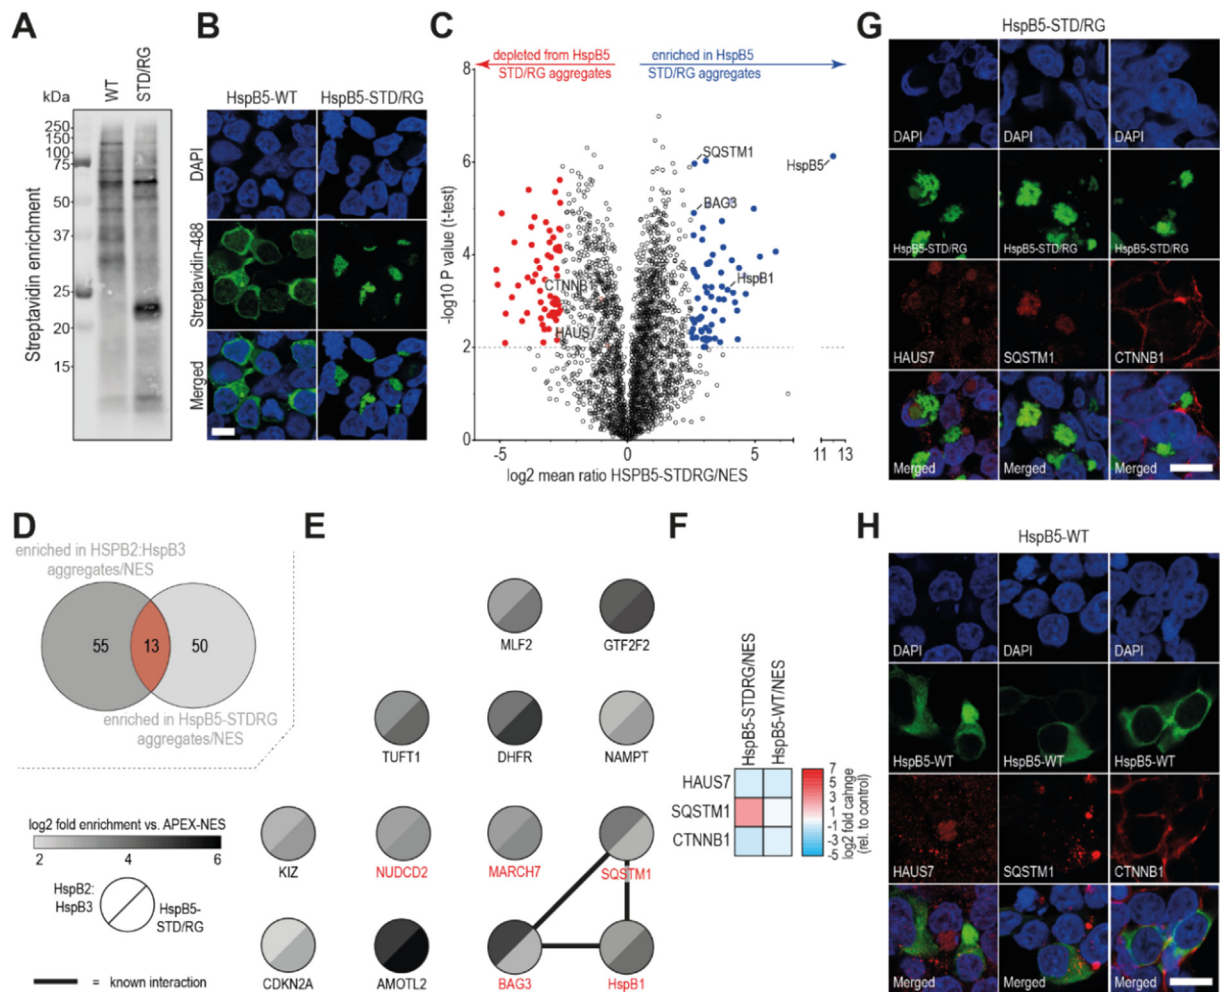 A
kDa
WT
STD/RG
250
150
100
75
50
37
25
20
15
Streptavidin enrichment
B
HspB5-WT
HspB5-STD/RG
DAPI
Streptavidin-488
Merged
C
depleted from HspB5
STD/RG aggregates
enriched in HspB5
STD/RG aggregates
8
6
4
2
0
-log10 P value (t-test)
SQSTM1
HspB5
BAG3
HspB1
CTNNB1
HAUS7
-5
0
5
11
13
log2 mean ratio HSPB5-STDRG/NES
G
HspB5-STD/RG
DAPI
DAPI
DAPI
HspB5-STD/RG
HspB5-STD/RG
HspB5-STD/RG
HAUS7
SQSTM1
CTNNB1
Merged
Merged
Merged
D
enriched in HSPB2:HspB3
aggregates/NES
55
13
50
enriched in HspB5-STDRG
aggregates/NES
log2 fold enrichment vs. APEX-NES
2
4
6
HspB2:
HspB3
HspB5-
STD/RG
= known interaction
E
MLF2
GTF2F2
TUFT1
DHFR
NAMPT
KIZ
NUDCD2
MARCH7
SQSTM1
CDKN2A
AMOTL2
BAG3
HspB1
F
HspB5-STDRG/NES
HspB5-WT/NES
HAUS7
SQSTM1
CTNNB1
7
5
3
1
-1
-3
-5
log2 fold cahnge
(rel. to control)
H
HspB5-WT
DAPI
DAPI
DAPI
HspB5-WT
HspB5-WT
HspB5-WT
HAUS7
SQSTM1
CTNNB1
Merged
Merged
Merged